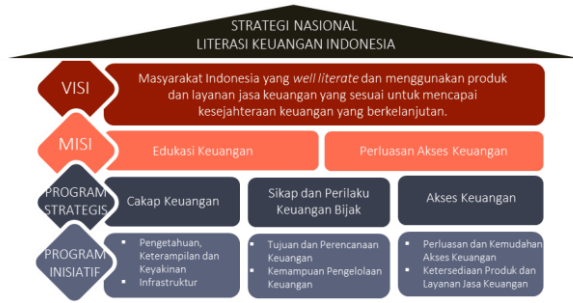 STRATEGI NASIONAL
LITERASI KEUANGAN INDONESIA
VISI
Masyarakat Indonesia yang well literate dan menggunakan produk
dan layanan jasa keuangan yang sesuai untuk mencapai
kesejahteraan keuangan yang berkelanjutan.
MISI
Edukasi Keuangan
Perluasan Akses Keuangan
PROGRAM
STRATEGIS
Cakap Keuangan
Sikap dan Perilaku
Keuangan Bijak
Akses Keuangan
PROGRAM
INISIATIF
▪ Pengetahuan,
Keterampilan dan
Keyakinan
▪ Infrastruktur
▪ Tujuan dan Perencanaan
Keuangan
▪ Kemampuan Pengelolaan
Keuangan
▪ Perluasan dan Kemudahan
Akses Keuangan
▪ Ketersediaan Produk dan
Layanan Jasa Keuangan